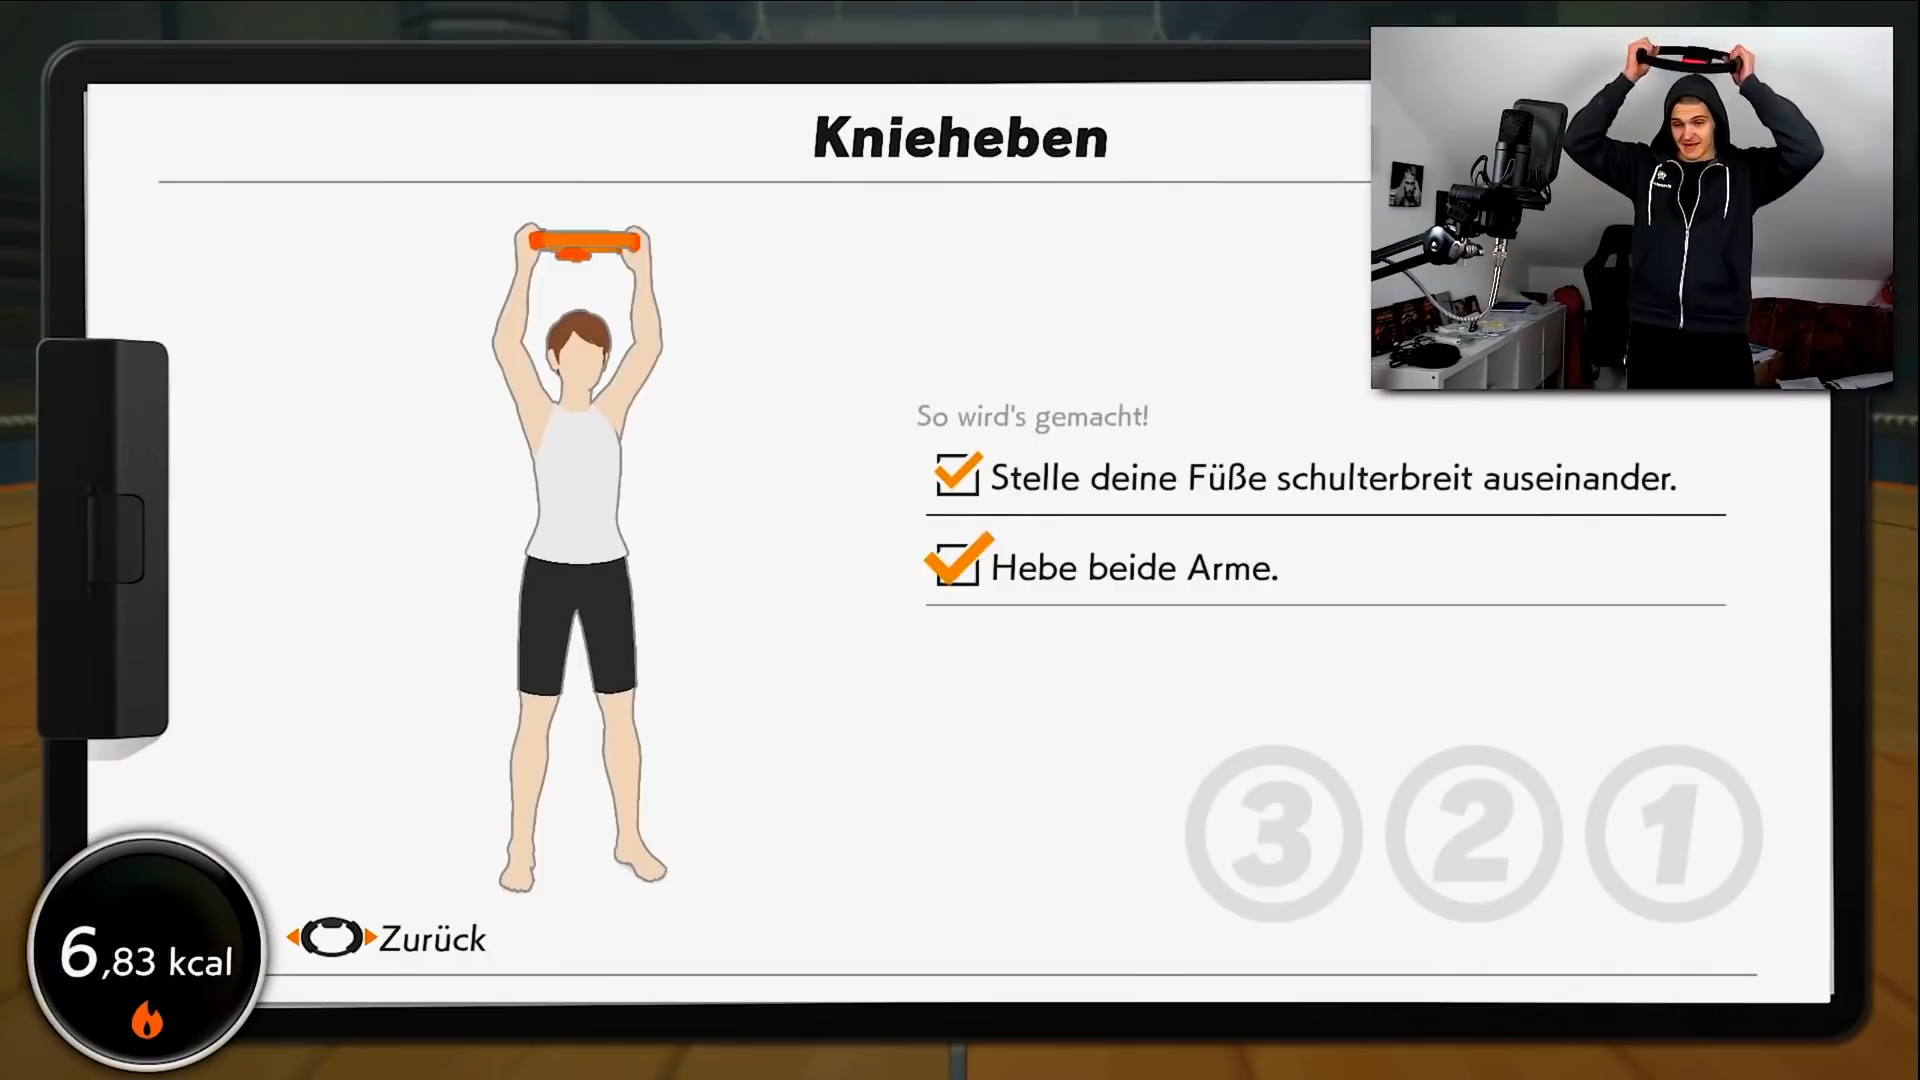 Knieheben
So wird's gemacht!
Stelle deine Füße schulterbreit auseinander.
Hebe beide Arme.
3 2 1
Zurück
6,83 kcal